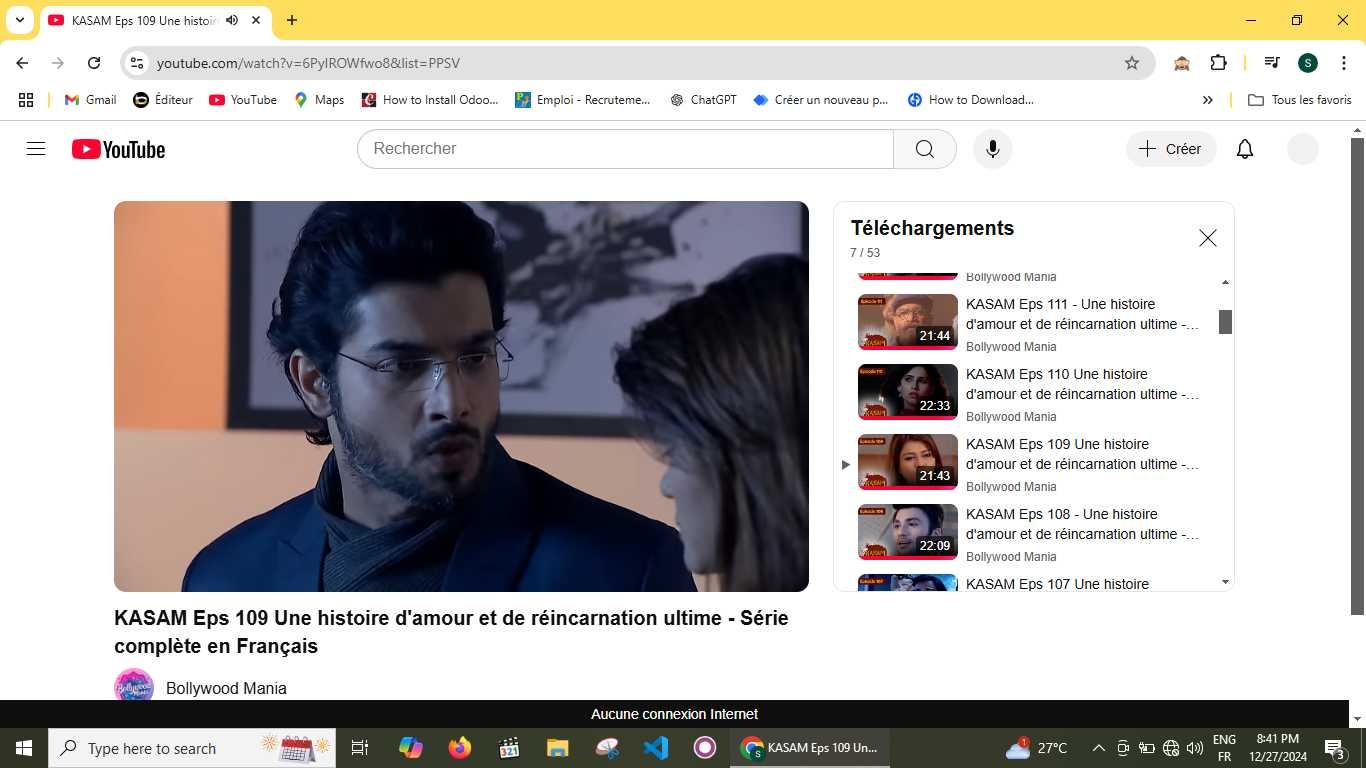 KASAM Eps 109 Une histoir
youtube.com/watch?v=6PylROWfwo8&list=PPSV
S
Gmail
Éditeur
YouTube
Maps
How to Install Odoo...
Emploi - Recruteme...
ChatGPT
Créer un nouveau p...
How to Download...
Tous les favoris
YouTube
Rechercher
Créer
Téléchargements
7 / 53
Bollywood Mania
KASAM Eps 111 - Une histoire
d'amour et de réincarnation ultime -...
21:44
Bollywood Mania
KASAM Eps 110 Une histoire
d'amour et de réincarnation ultime -...
22:33
Bollywood Mania
KASAM Eps 109 Une histoire
d'amour et de réincarnation ultime -...
21:43
Bollywood Mania
KASAM Eps 108 - Une histoire
d'amour et de réincarnation ultime -...
22:09
Bollywood Mania
KASAM Eps 107 Une histoire
KASAM Eps 109 Une histoire d'amour et de réincarnation ultime - Série
complète en Français
Bollywood Mania
Aucune connexion Internet
Type here to search
KASAM Eps 109 Un...
27°C
ENG
FR
8:41 PM
12/27/2024
3